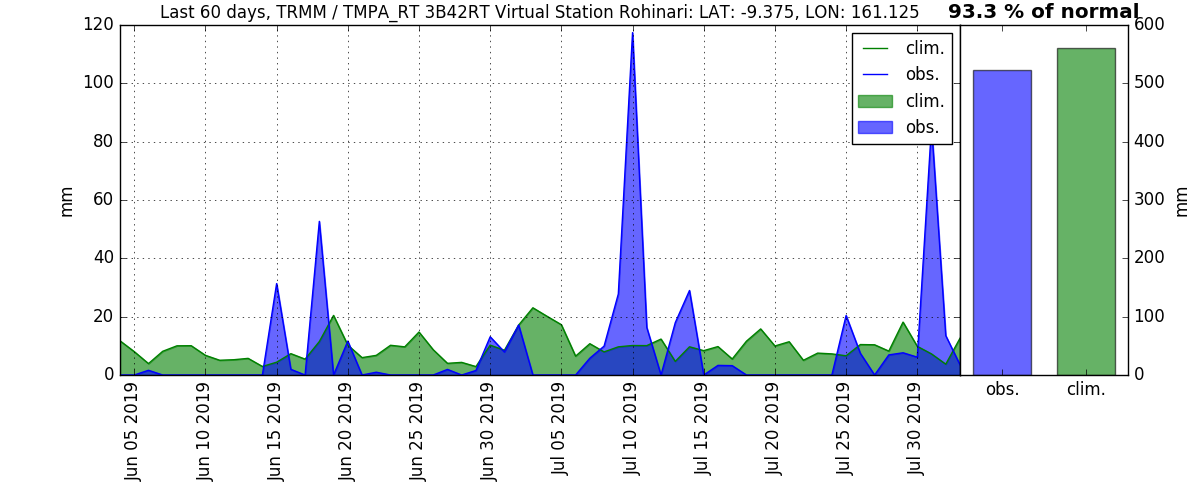 Last 60 days, TRMM / TMPA_RT 3B42RT Virtual Station Rohinari: LAT: -9.375, LON: 161.125
93.3 % of normal
120
100
80
60
40
20
0
mm
clim.
obs.
clim.
obs.
600
500
400
300
200
100
0
mm
Jun 05 2019
Jun 10 2019
Jun 15 2019
Jun 20 2019
Jun 25 2019
Jun 30 2019
Jul 05 2019
Jul 10 2019
Jul 15 2019
Jul 20 2019
Jul 25 2019
Jul 30 2019
obs.
clim.